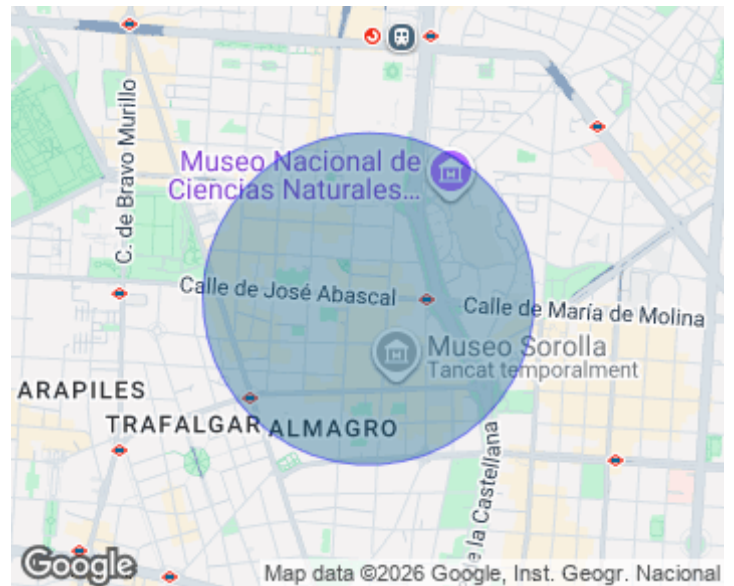 C. de Bravo Murillo
Museo Nacional de
Ciencias Naturales...
Calle de José Abascal
Calle de María de Molina
Museo Sorolla
Tancat temporalment
ARAPILES
TRAFALGAR
ALMAGRO
e la Castellana
Google
Map data ©2026 Google, Inst. Geogr. Nacional